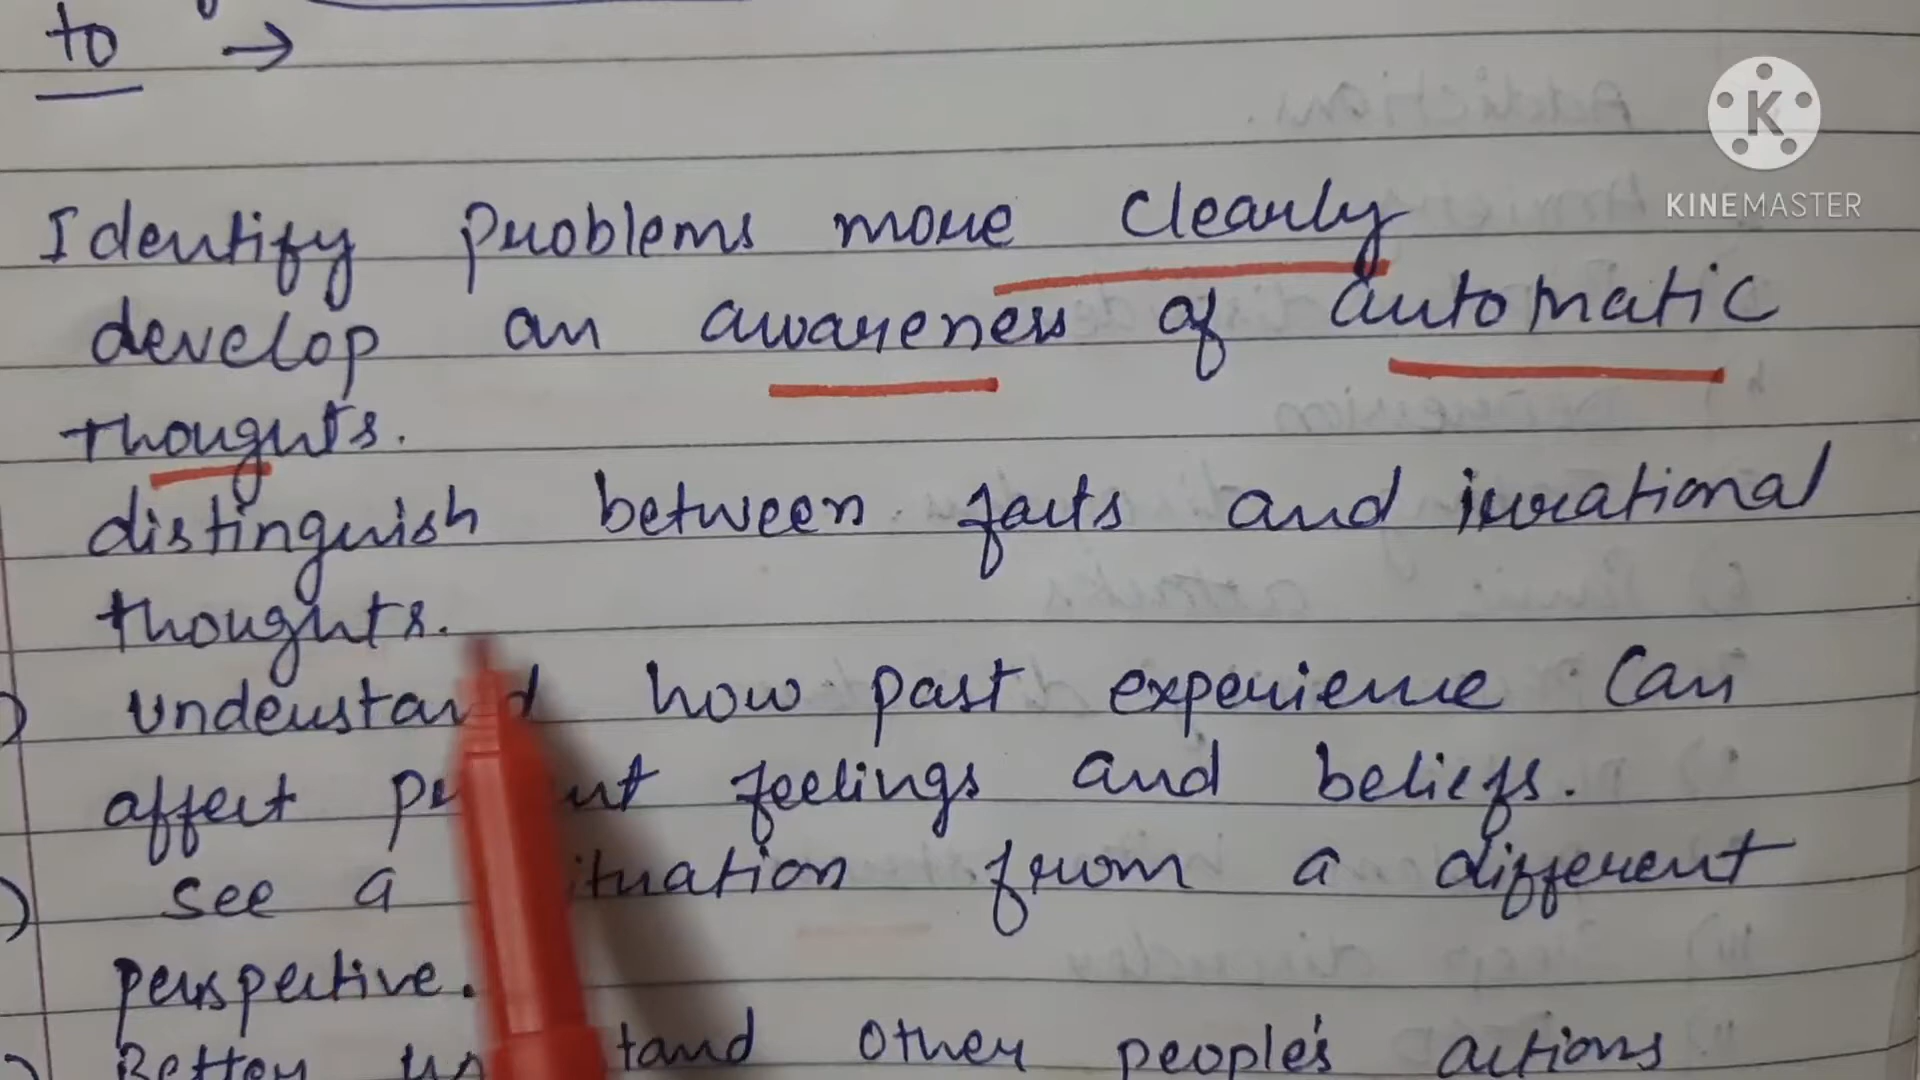 to →
Identify problems more clearly
develop an awareness of automatic
thoughts.
distinguish between facts and irrational
thoughts.
) understand how past experience can
affect feelings and beliefs.
) see a situation from a different
perspective.
) Better other people's actions
K
KINEMASTER